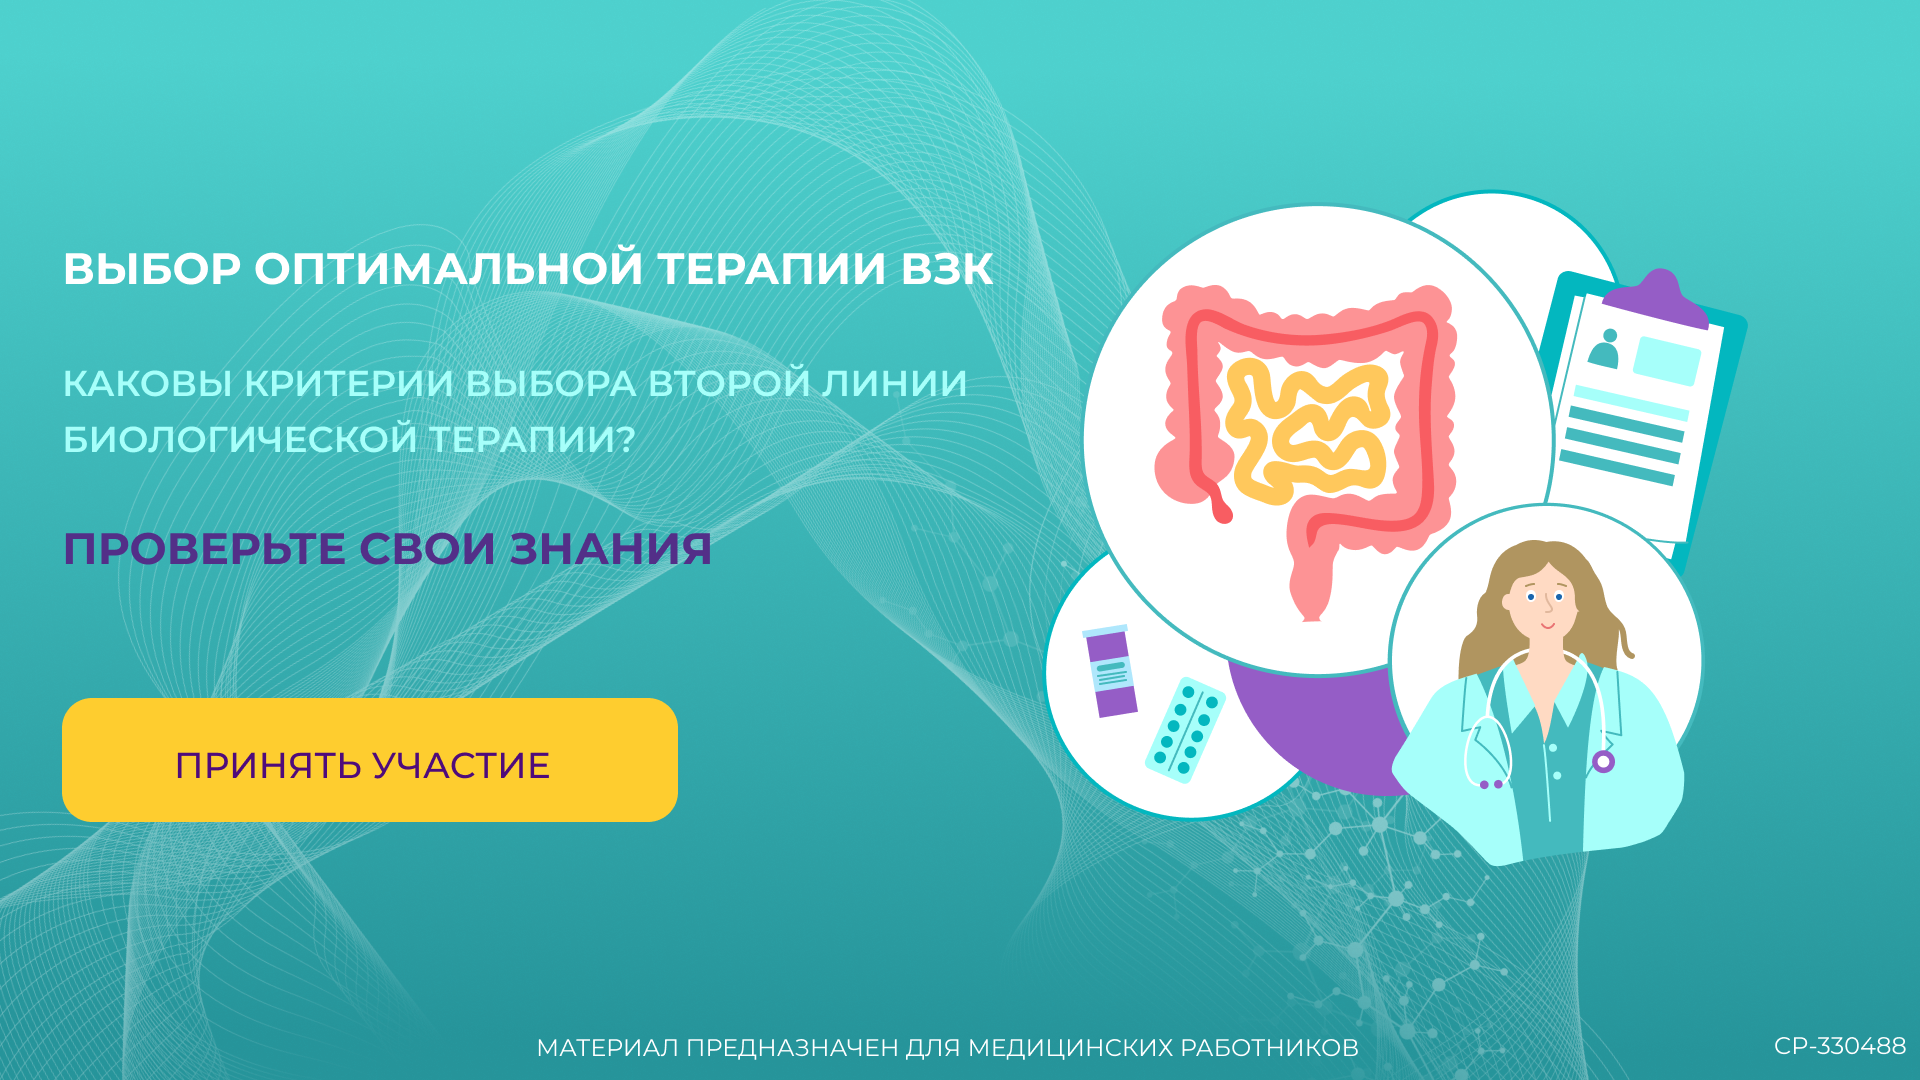 ВЫБОР ОПТИМАЛЬНОЙ ТЕРАПИИ ВЗК
КАКОВЫ КРИТЕРИИ ВЫБОРА ВТОРОЙ ЛИНИИ
БИОЛОГИЧЕСКОЙ ТЕРАПИИ?
ПРОВЕРЬТЕ СВОИ ЗНАНИЯ
ПРИНЯТЬ УЧАСТИЕ
МАТЕРИАЛ ПРЕДНАЗНАЧЕН ДЛЯ МЕДИЦИНСКИХ РАБОТНИКОВ
CP-330488